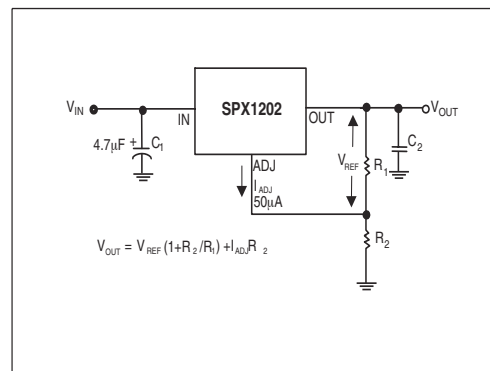 SPX1202
V_IN
IN
OUT
V_OUT
4.7µF + C_1
ADJ
I_ADJ
50µA
V_REF
R_1
C_2
R_2
V_OUT = V_REF (1+R_2/R_1) +I_ADJ R_2